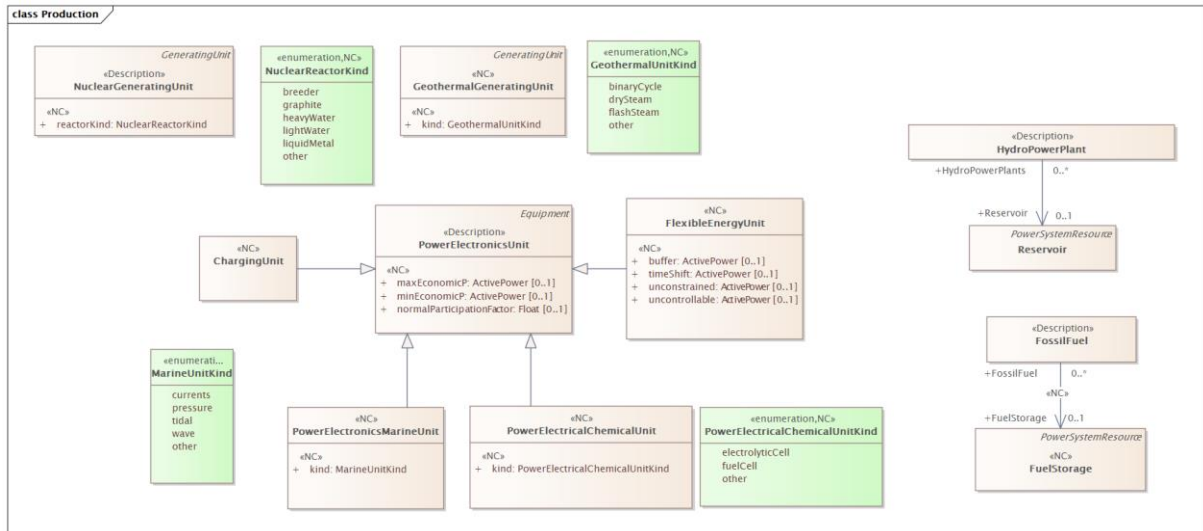 class Production
GeneratingUnit
«Description»
NuclearGeneratingUnit
«NC»
+ reactorKind: NuclearReactorKind
«enumeration,NC»
NuclearReactorKind
breeder
graphite
heavyWater
lightWater
liquidMetal
other
GeneratingUnit
«NC»
GeothermalGeneratingUnit
«NC»
+ kind: GeothermalUnitKind
«enumeration,NC»
GeothermalUnitKind
binaryCycle
drySteam
flashSteam
other
«Description»
HydroPowerPlant
+HydroPowerPlants 0..*
+Reservoir 0..1
PowerSystemResource
Reservoir
«NC»
ChargingUnit
Equipment
«Description»
PowerElectronicsUnit
«NC»
+ maxEconomicP: ActivePower [0..1]
+ minEconomicP: ActivePower [0..1]
+ normalParticipationFactor: Float [0..1]
«NC»
FlexibleEnergyUnit
«NC»
+ buffer: ActivePower [0..1]
+ timeShift: ActivePower [0..1]
+ unconstrained: ActivePower [0..1]
+ uncontrollable: ActivePower [0..1]
«enumerati...
MarineUnitKind
currents
pressure
tidal
wave
other
«NC»
PowerElectronicsMarineUnit
«NC»
+ kind: MarineUnitKind
«NC»
PowerElectricalChemicalUnit
«NC»
+ kind: PowerElectricalChemicalUnitKind
«enumeration,NC»
PowerElectricalChemicalUnitKind
electrolyticCell
fuelCell
other
«Description»
FossilFuel
+FossilFuel 0..*
«NC»
+FuelStorage 0..1
PowerSystemResource
«NC»
FuelStorage